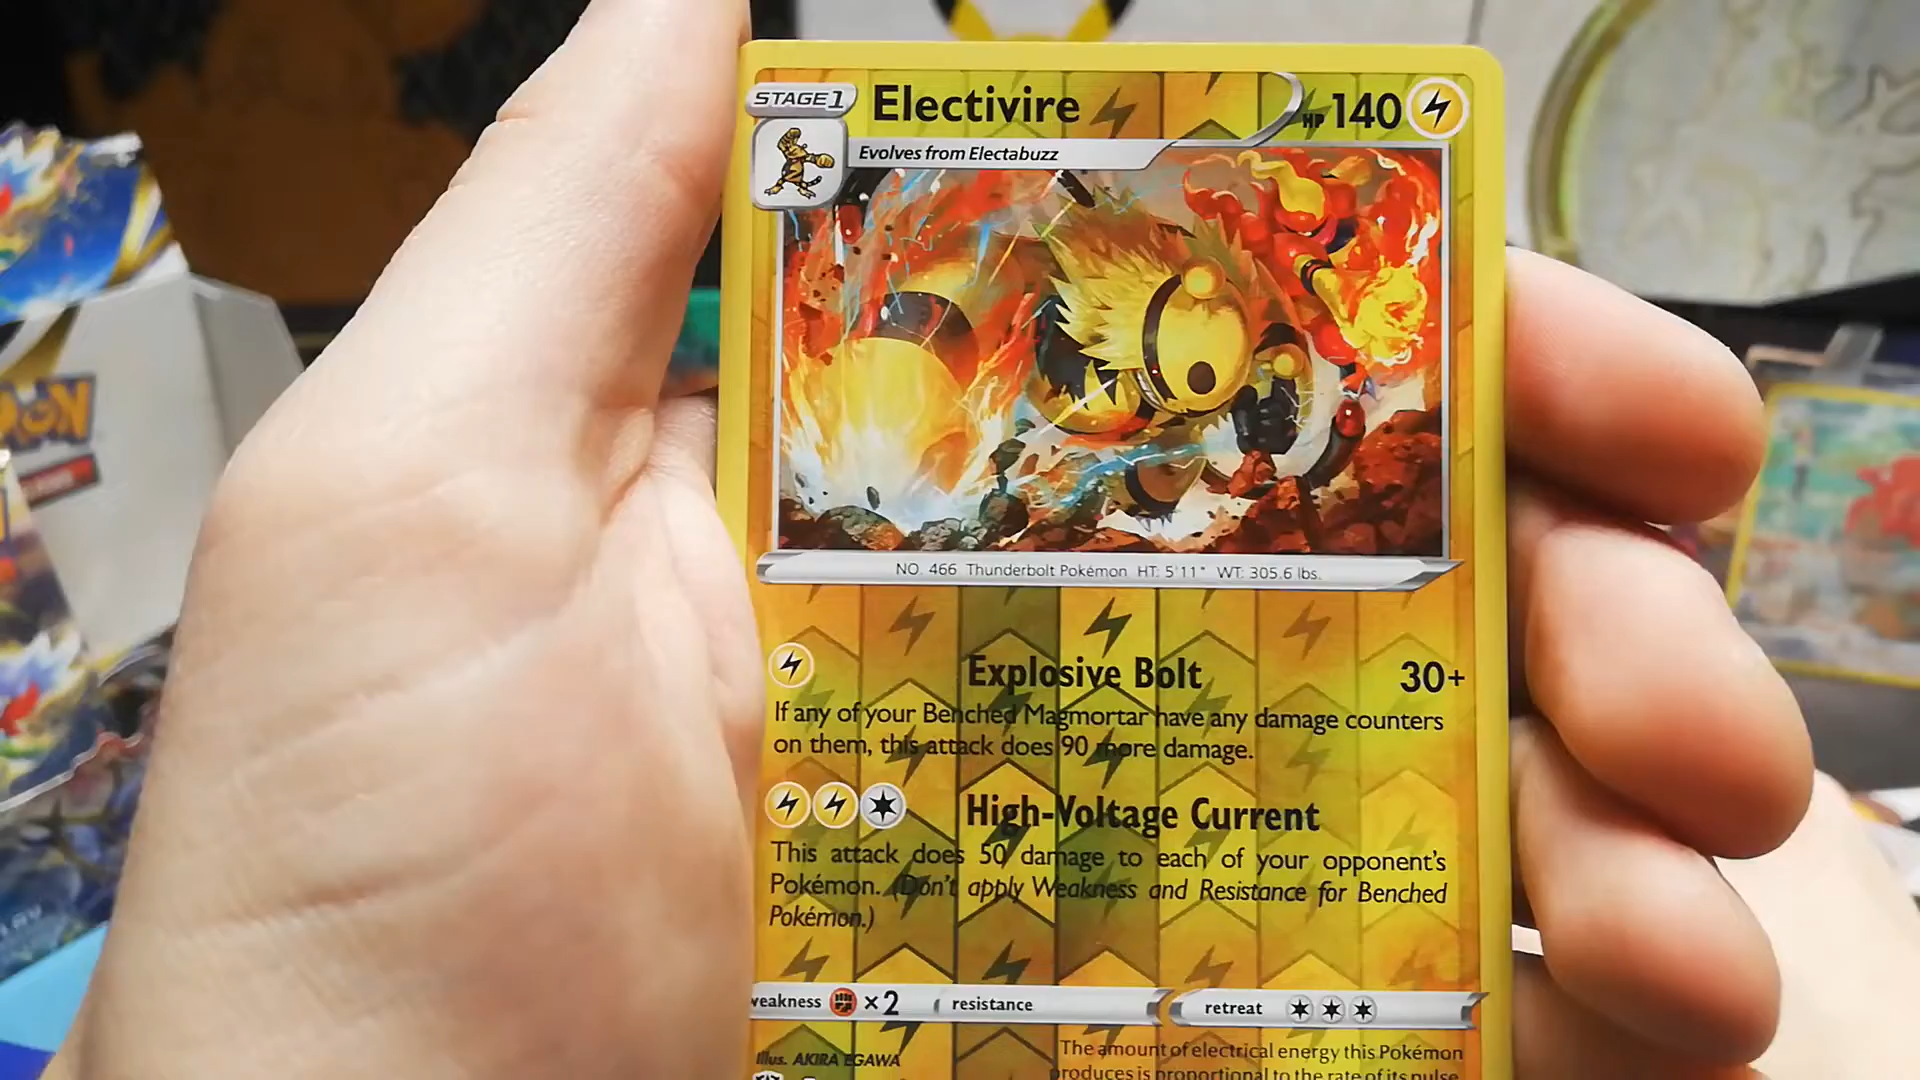 STAGE1
Electivire
HP 140
Evolves from Electabuzz
NO. 466 Thunderbolt Pokémon HT: 5'11" WT: 305.6 lbs.
Explosive Bolt 30+
If any of your Benched Magmortar have any damage counters
on them, this attack does 90 more damage.
High-Voltage Current
This attack does 50 damage to each of your opponent's
Pokémon. (Don't apply Weakness and Resistance for Benched
Pokémon.)
weakness ×2 resistance retreat
Illus. AKIRA EGAWA
The amount of electrical energy this Pokémon
produces is proportional to the rate of its pulse.